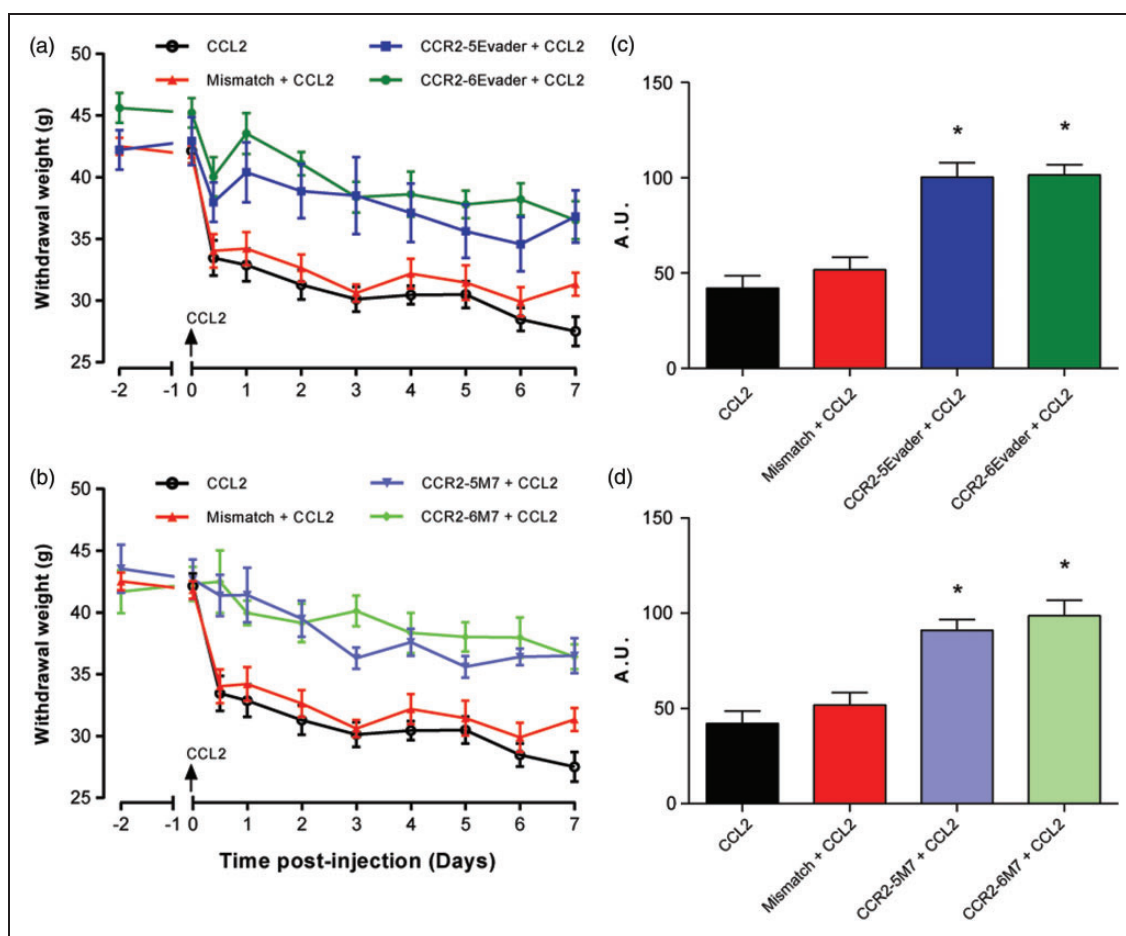 (a)
CCL2
CCR2-5Evader + CCL2
Mismatch + CCL2
CCR2-6Evader + CCL2
Withdrawal weight (g)
50
45
40
35
30
25
CCL2
-2 -1 0 1 2 3 4 5 6 7
(c)
A.U.
150
100
50
0
* *
CCL2
Mismatch + CCL2
CCR2-5Evader + CCL2
CCR2-6Evader + CCL2
(b)
CCL2
CCR2-5M7 + CCL2
Mismatch + CCL2
CCR2-6M7 + CCL2
Withdrawal weight (g)
50
45
40
35
30
25
CCL2
-2 -1 0 1 2 3 4 5 6 7
Time post-injection (Days)
(d)
A.U.
150
100
50
0
* *
CCL2
Mismatch + CCL2
CCR2-5M7 + CCL2
CCR2-6M7 + CCL2